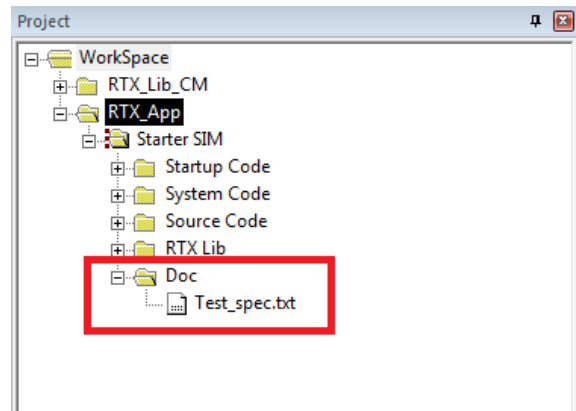 Project
WorkSpace
RTX_Lib_CM
RTX_App
Starter SIM
Startup Code
System Code
Source Code
RTX Lib
Doc
Test_spec.txt